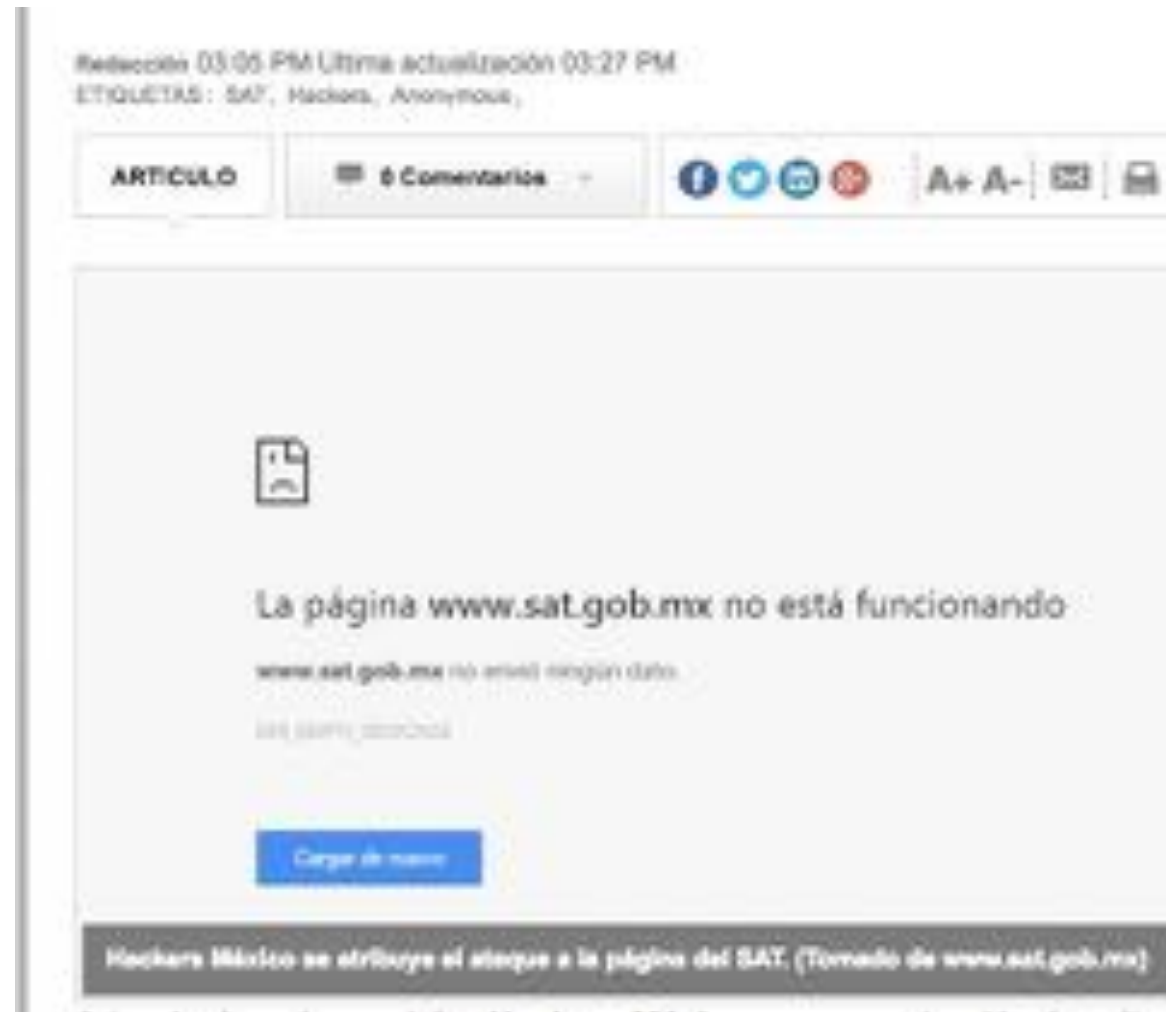 Redacción 03:05 PM Ultima actualización 03:27 PM
ETIQUETAS: SAT, Hackers, Anonymous,
ARTICULO
0 Comentarios
A+ A-
La página www.sat.gob.mx no está funcionando
www.sat.gob.mx no envió ningún dato.
Cargar de nuevo
Hackers México se atribuye el ataque a la página del SAT. (Tomado de www.sat.gob.mx)